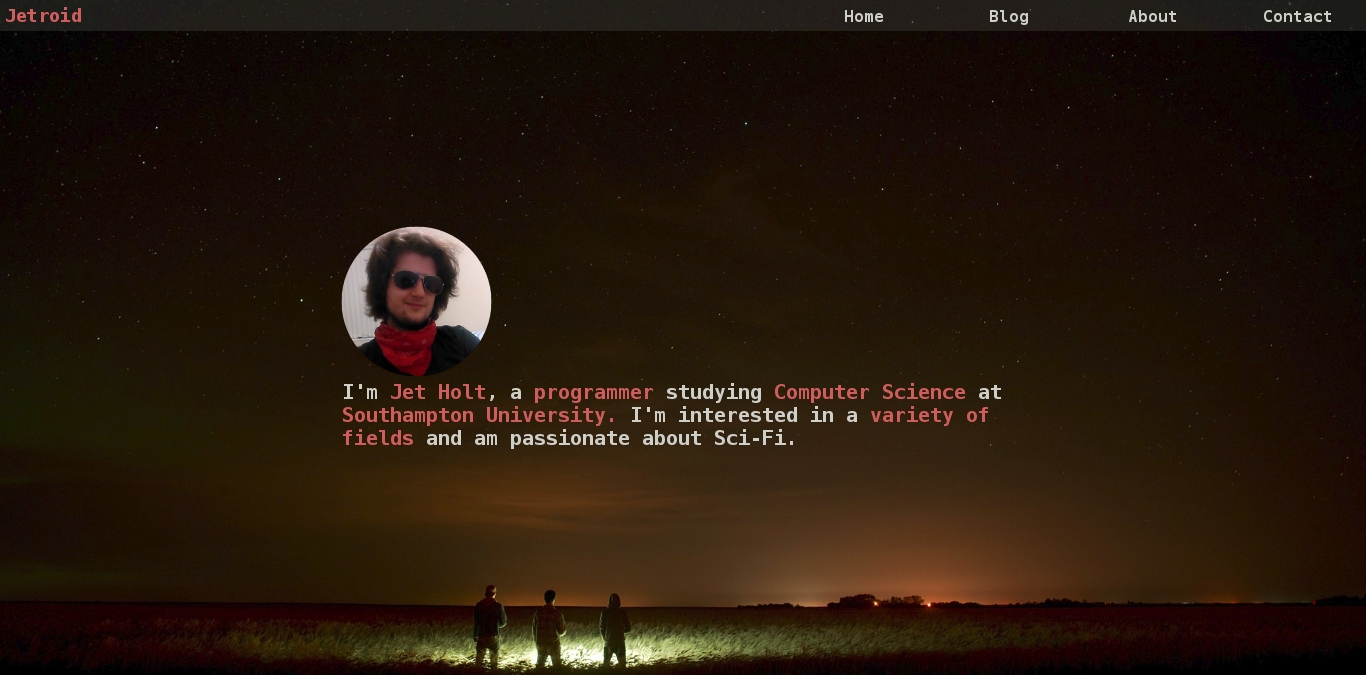 Jetroid Home Blog About Contact
I'm Jet Holt, a programmer studying Computer Science at
Southampton University. I'm interested in a variety of
fields and am passionate about Sci-Fi.